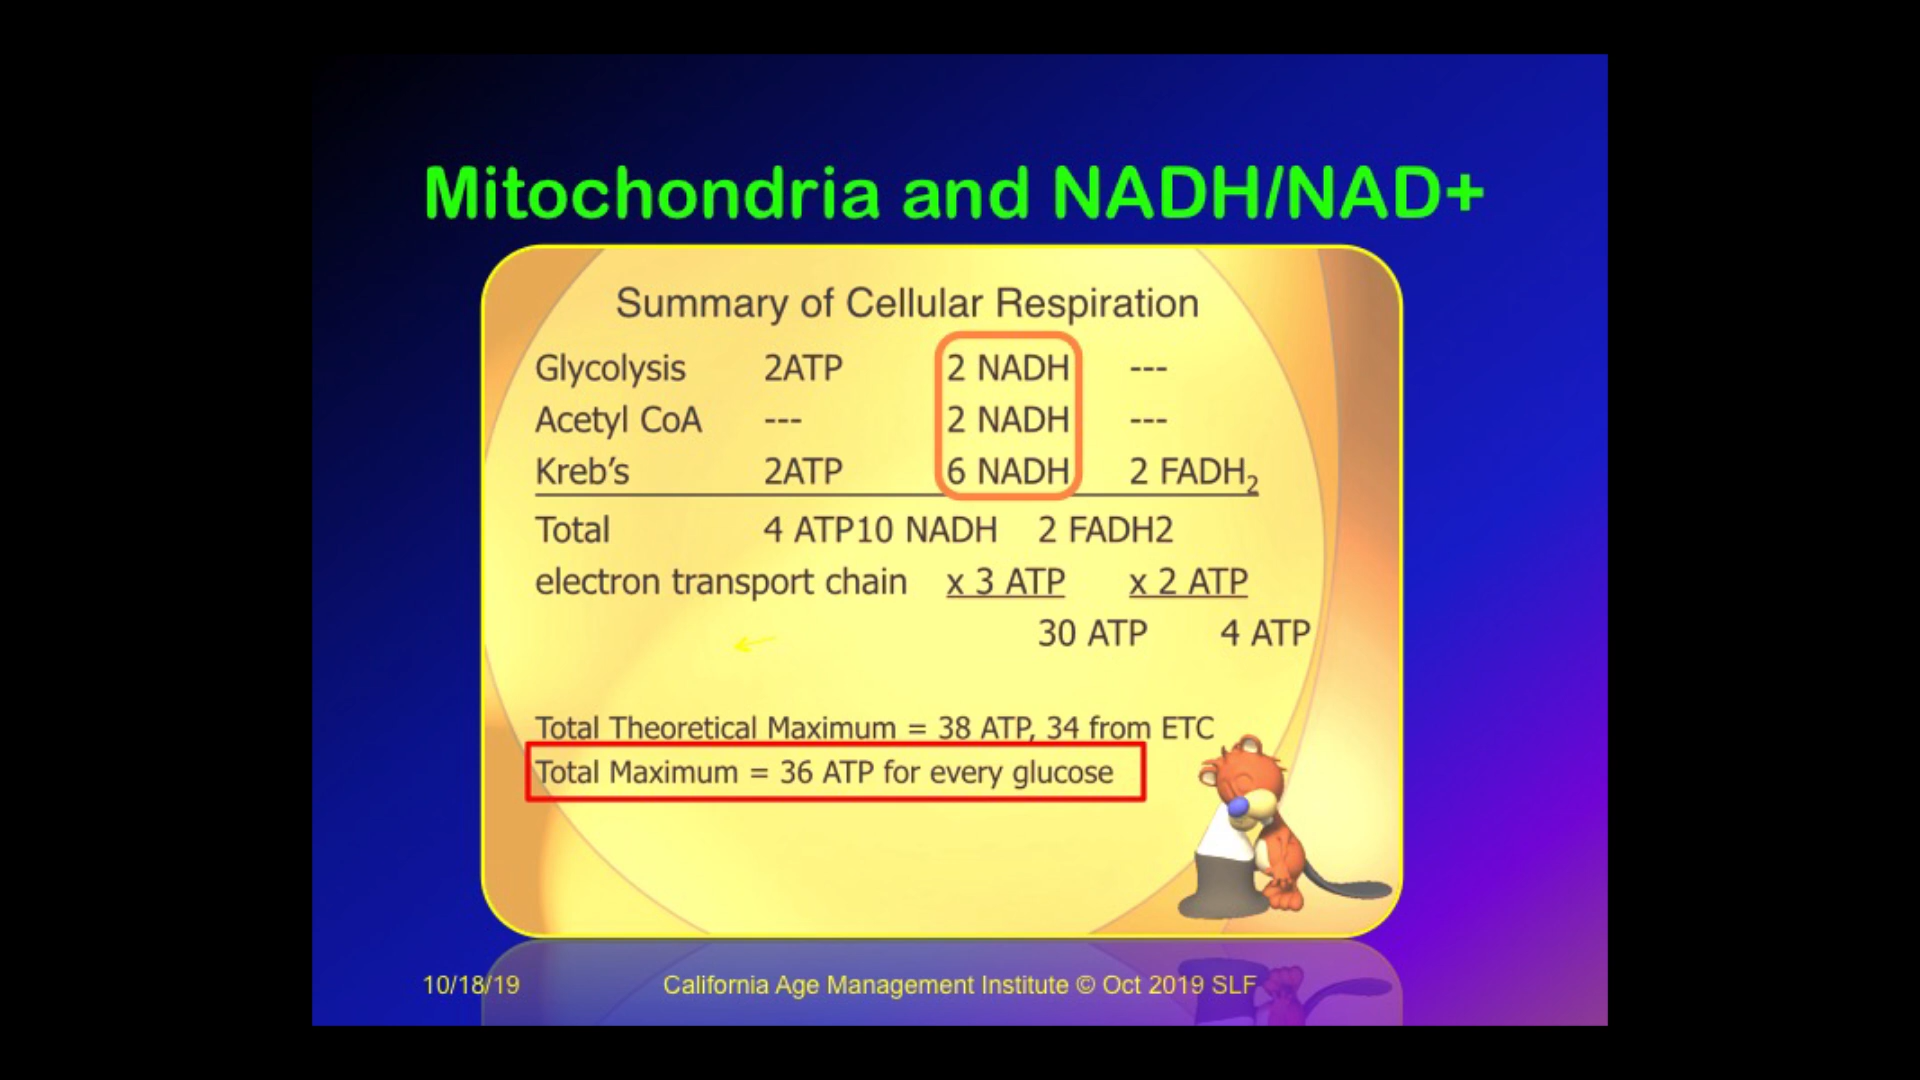 Mitochondria and NADH/NAD+
Summary of Cellular Respiration
Glycolysis 2ATP 2 NADH ---
Acetyl CoA --- 2 NADH ---
Kreb's 2ATP 6 NADH 2 FADH₂
Total 4 ATP10 NADH 2 FADH2
electron transport chain x 3 ATP x 2 ATP
30 ATP 4 ATP
Total Theoretical Maximum = 38 ATP, 34 from ETC
Total Maximum = 36 ATP for every glucose
10/18/19 California Age Management Institute © Oct 2019 SLF